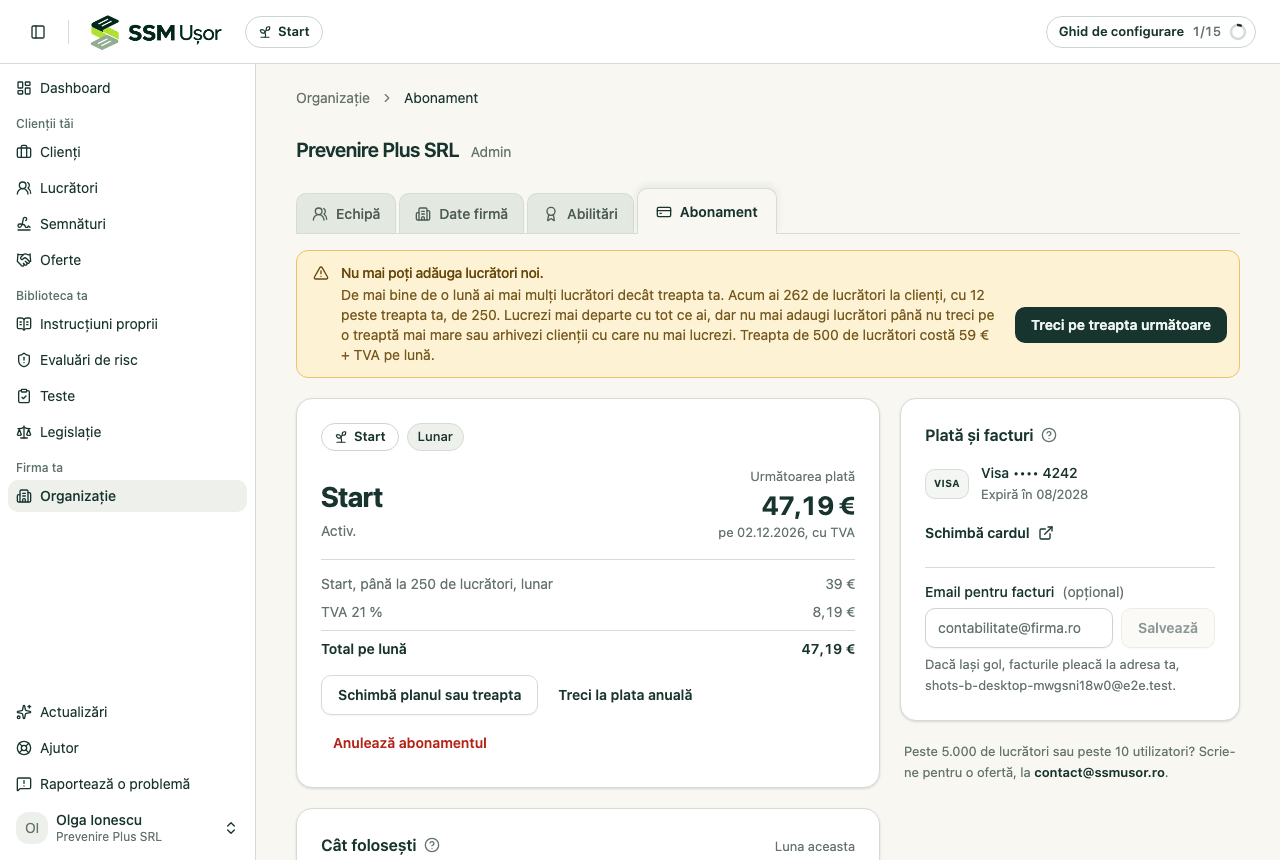 SSM Ușor
Start
Ghid de configurare 1/15
Dashboard
Clienții tăi
Clienți
Lucrători
Semnături
Oferte
Biblioteca ta
Instrucțiuni proprii
Evaluări de risc
Teste
Legislație
Firma ta
Organizație
Actualizări
Ajutor
Raportează o problemă
OI
Olga Ionescu
Prevenire Plus SRL
Organizație
Abonament
Prevenire Plus SRL Admin
Echipă
Date firmă
Abilitări
Abonament
Nu mai poți adăuga lucrători noi.
De mai bine de o lună ai mai mulți lucrători decât treapta ta. Acum ai 262 de lucrători la clienți, cu 12
peste treapta ta, de 250. Lucrezi mai departe cu tot ce ai, dar nu mai adaugi lucrători până nu treci pe
o treaptă mai mare sau arhivezi clienții cu care nu mai lucrezi. Treapta de 500 de lucrători costă 59 €
+ TVA pe lună.
Treci pe treapta următoare
Start
Lunar
Start
Activ.
Următoarea plată
47,19 €
pe 02.12.2026, cu TVA
Start, până la 250 de lucrători, lunar 39 €
TVA 21 % 8,19 €
Total pe lună 47,19 €
Schimbă planul sau treapta
Treci la plata anuală
Anulează abonamentul
Cât folosești
Luna aceasta
Plată și facturi
VISA
Visa •••• 4242
Expiră în 08/2028
Schimbă cardul
Email pentru facturi (opțional)
contabilitate@firma.ro
Salvează
Dacă lași gol, facturile pleacă la adresa ta,
shots-b-desktop-mwgsni18w0@e2e.test.
Peste 5.000 de lucrători sau peste 10 utilizatori? Scrie-
ne pentru o ofertă, la contact@ssmusor.ro.